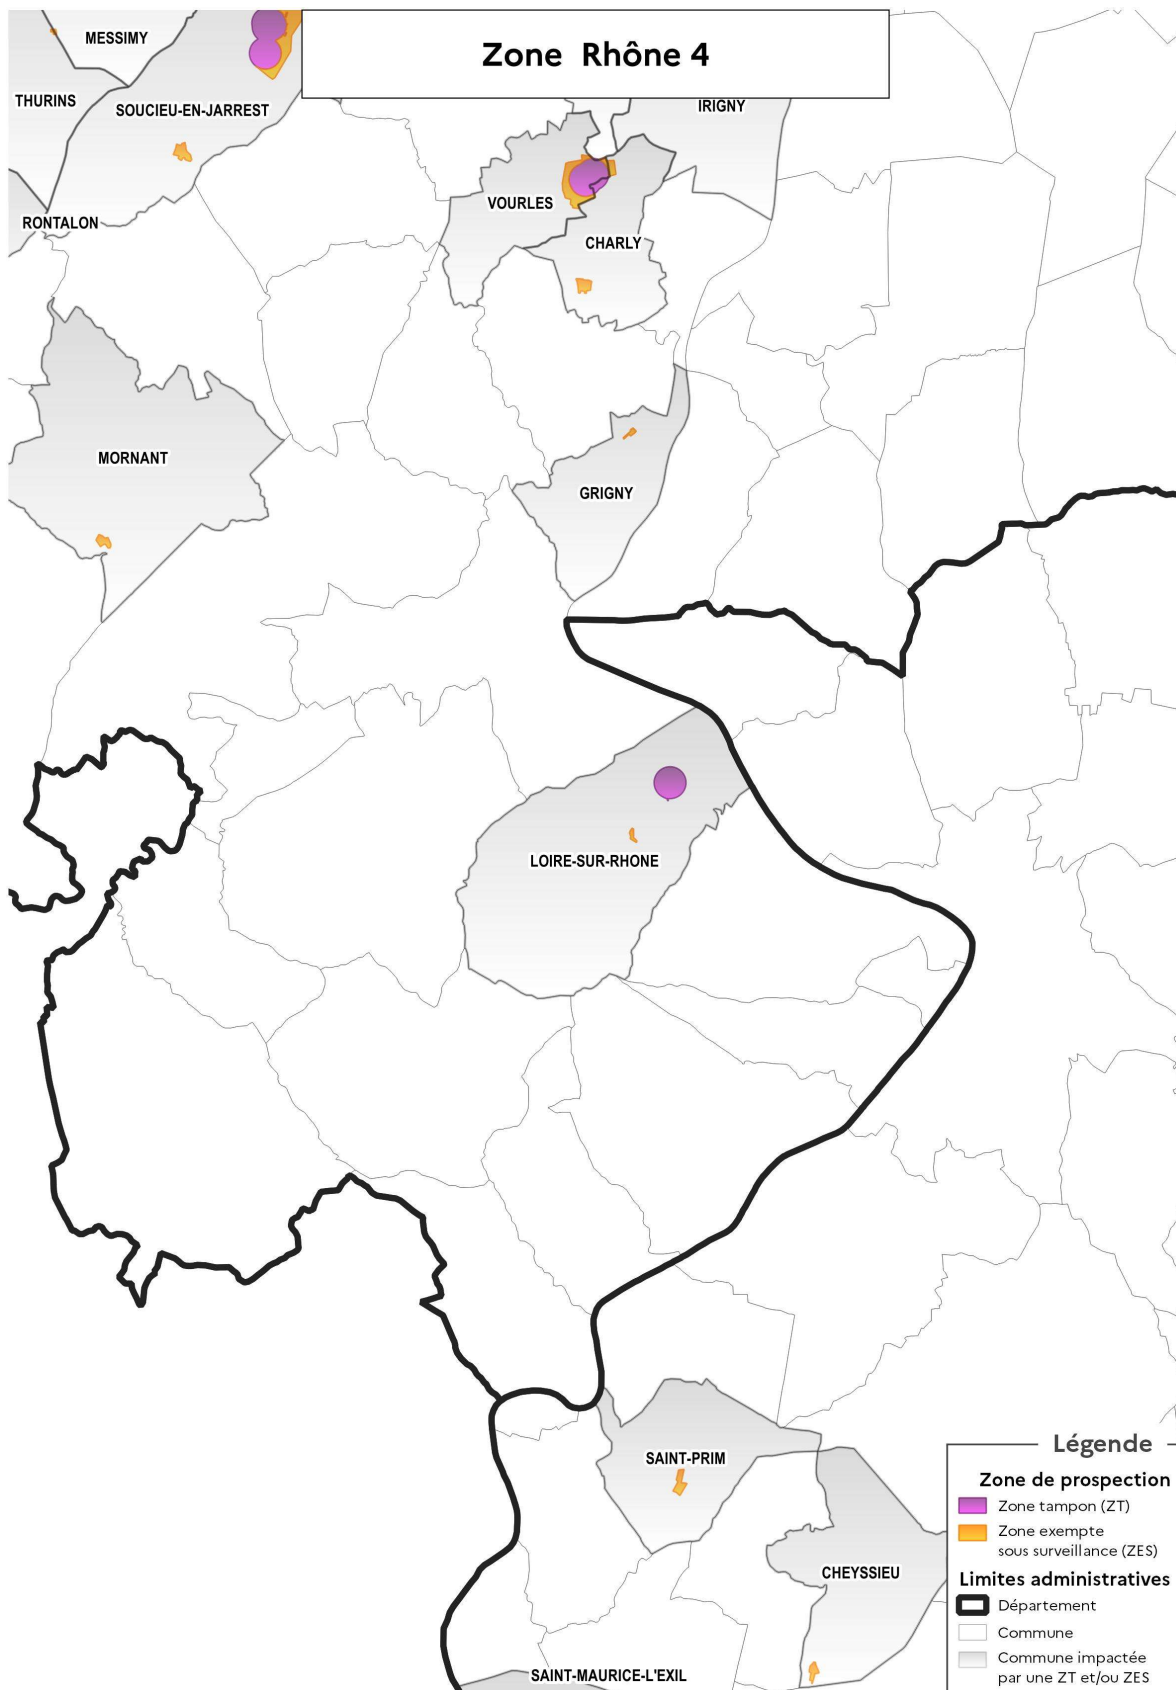 Zone Rhône 4
MESSIMY
THURINS
SOUCIEU-EN-JARREST
IRIGNY
RONTALON
VOURLES
CHARLY
MORNANT
GRIGNY
LOIRE-SUR-RHONE
SAINT-PRIM
CHEYSSIEU
SAINT-MAURICE-L'EXIL
Légende
Zone de prospection
Zone tampon (ZT)
Zone exempte
sous surveillance (ZES)
Limites administratives
Département
Commune
Commune impactée
par une ZT et/ou ZES